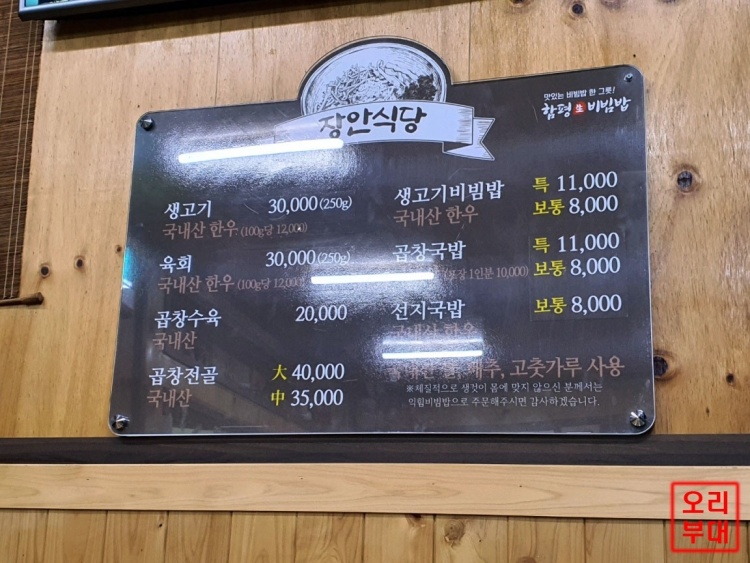 장안식당
맛있는 비빔밥 한 그릇!
함평 生 비빔밥
생고기 30,000 (250g)
국내산 한우 (100g당 12,000)
육회 30,000 (250g)
국내산 한우 (100g당 12,000
곱창수육 20,000
국내산
곱창전골 大 40,000
국내산 中 35,000
생고기비빔밥 특 11,000
국내산 한우 보통 8,000
곱창국밥 특 11,000
1인분 10,000) 보통 8,000
선지국밥 보통 8,000
국내산 한우
고춧가루 사용
※체질적으로 생것이 몸에 맞지 않으신 분께서는
익힘비빔밥으로 주문해주시면 감사하겠습니다.
오리
부대